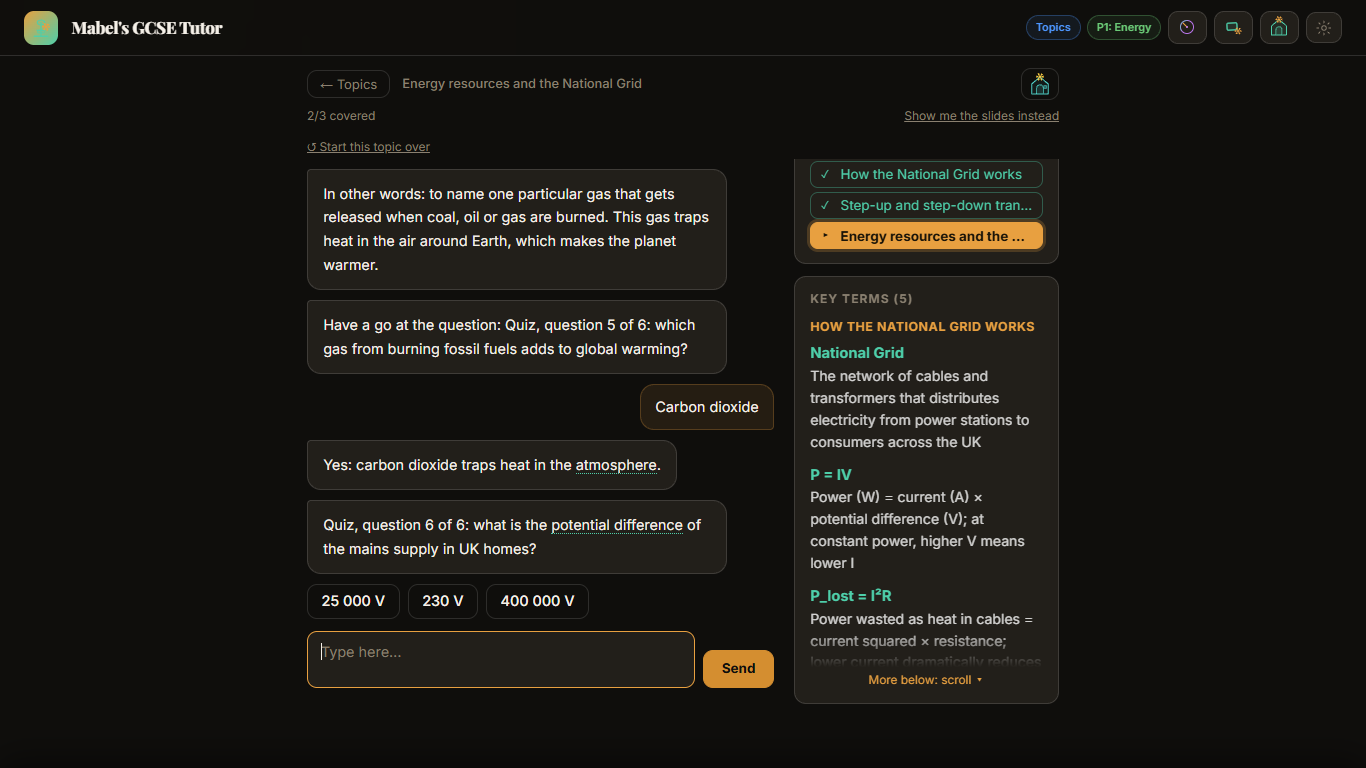 Mabel's GCSE Tutor
Topics
P1: Energy
← Topics
Energy resources and the National Grid
2/3 covered
Show me the slides instead
↺ Start this topic over
In other words: to name one particular gas that gets
released when coal, oil or gas are burned. This gas traps
heat in the air around Earth, which makes the planet
warmer.
Have a go at the question: Quiz, question 5 of 6: which
gas from burning fossil fuels adds to global warming?
Carbon dioxide
Yes: carbon dioxide traps heat in the atmosphere.
Quiz, question 6 of 6: what is the potential difference of
the mains supply in UK homes?
25 000 V
230 V
400 000 V
Type here...
Send
✓ How the National Grid works
✓ Step-up and step-down tran...
‣ Energy resources and the ...
KEY TERMS (5)
HOW THE NATIONAL GRID WORKS
National Grid
The network of cables and
transformers that distributes
electricity from power stations to
consumers across the UK
P = IV
Power (W) = current (A) ×
potential difference (V); at
constant power, higher V means
lower I
P_lost = I²R
Power wasted as heat in cables =
current squared × resistance;
lower current dramatically reduces
More below: scroll ▾